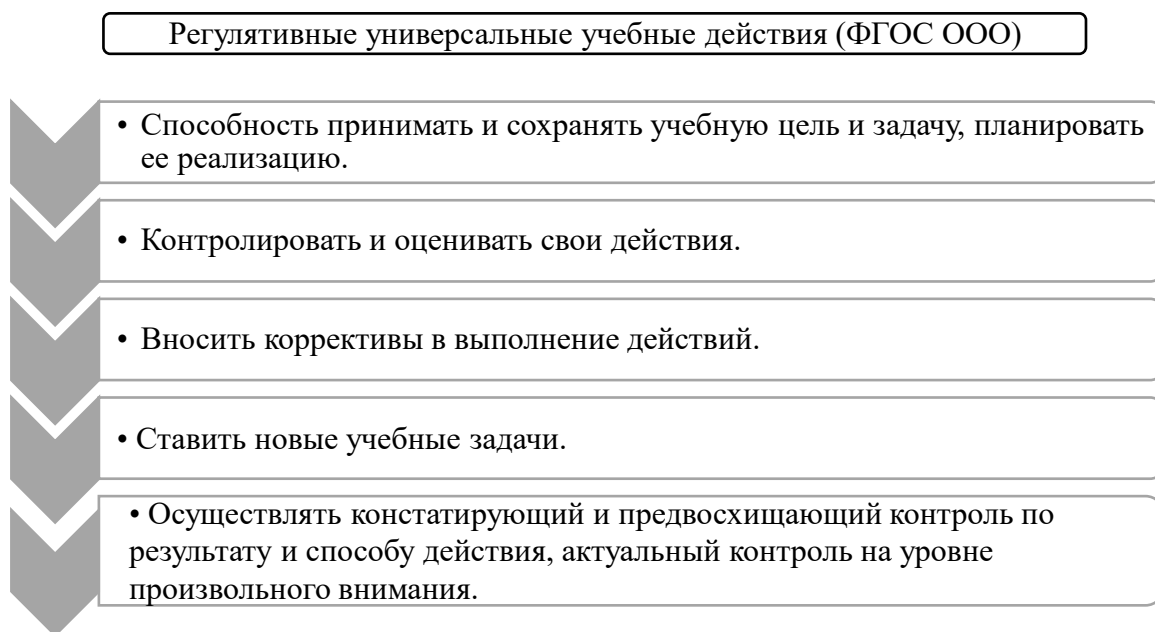 Регулятивные универсальные учебные действия (ФГОС ООО)
• Способность принимать и сохранять учебную цель и задачу, планировать
ее реализацию.
• Контролировать и оценивать свои действия.
• Вносить коррективы в выполнение действий.
• Ставить новые учебные задачи.
• Осуществлять констатирующий и предвосхищающий контроль по
результату и способу действия, актуальный контроль на уровне
произвольного внимания.